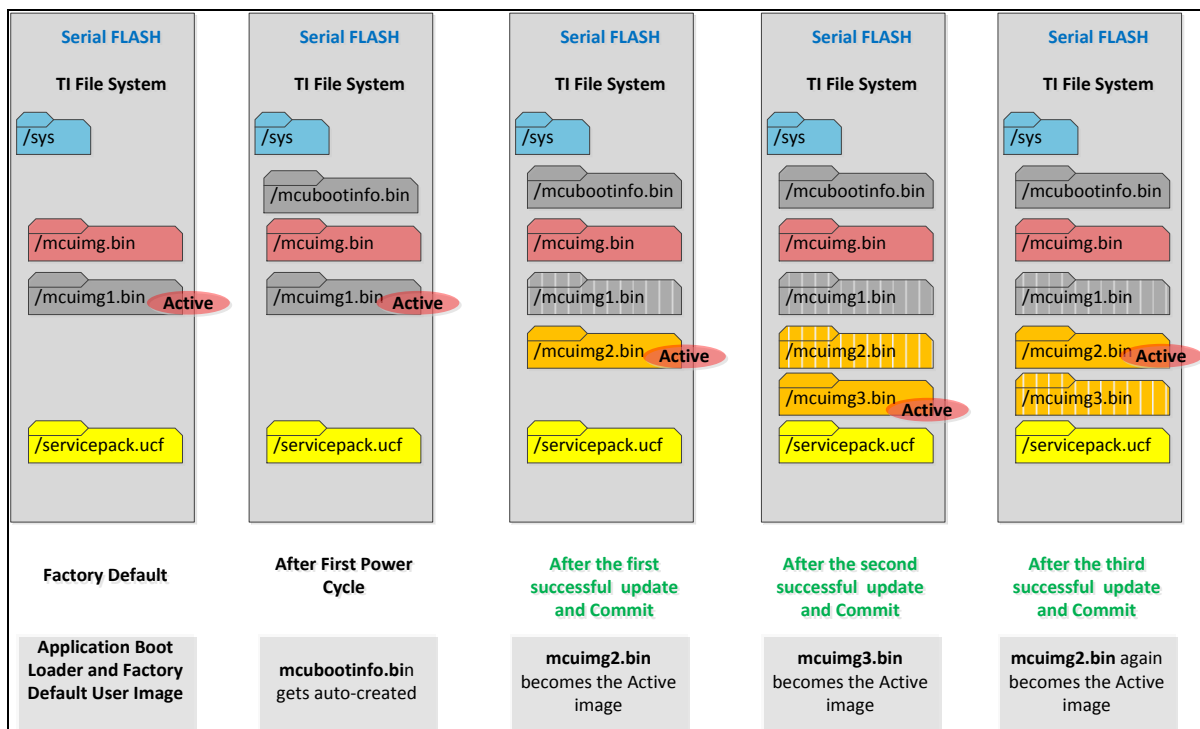 Serial FLASH
TI File System
/sys
/mcuimg.bin
/mcuimg1.bin
Active
/servicepack.ucf
Factory Default
Application Boot
Loader and Factory
Default User Image
Serial FLASH
TI File System
/sys
/mcubootinfo.bin
/mcuimg.bin
/mcuimg1.bin
Active
/servicepack.ucf
After First Power
Cycle
mcubootinfo.bin
gets auto-created
Serial FLASH
TI File System
/sys
/mcubootinfo.bin
/mcuimg.bin
/mcuimg1.bin
/mcuimg2.bin
Active
/servicepack.ucf
After the first
successful update
and Commit
mcuimg2.bin
becomes the Active
image
Serial FLASH
TI File System
/sys
/mcubootinfo.bin
/mcuimg.bin
/mcuimg1.bin
/mcuimg2.bin
/mcuimg3.bin
Active
/servicepack.ucf
After the second
successful update
and Commit
mcuimg3.bin
becomes the Active
image
Serial FLASH
TI File System
/sys
/mcubootinfo.bin
/mcuimg.bin
/mcuimg1.bin
/mcuimg2.bin
Active
/mcuimg3.bin
/servicepack.ucf
After the third
successful update
and Commit
mcuimg2.bin again
becomes the Active
image